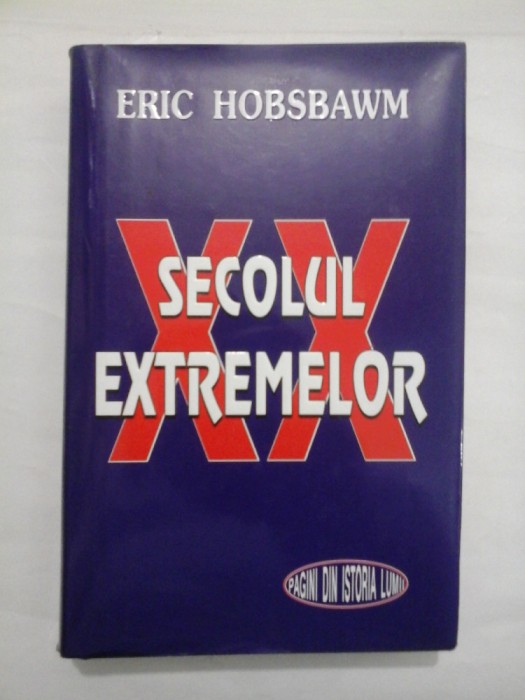 ERIC HOBSBAWM
XX
SECOLUL
EXTREMELOR
PAGINI DIN ISTORIA LUMII